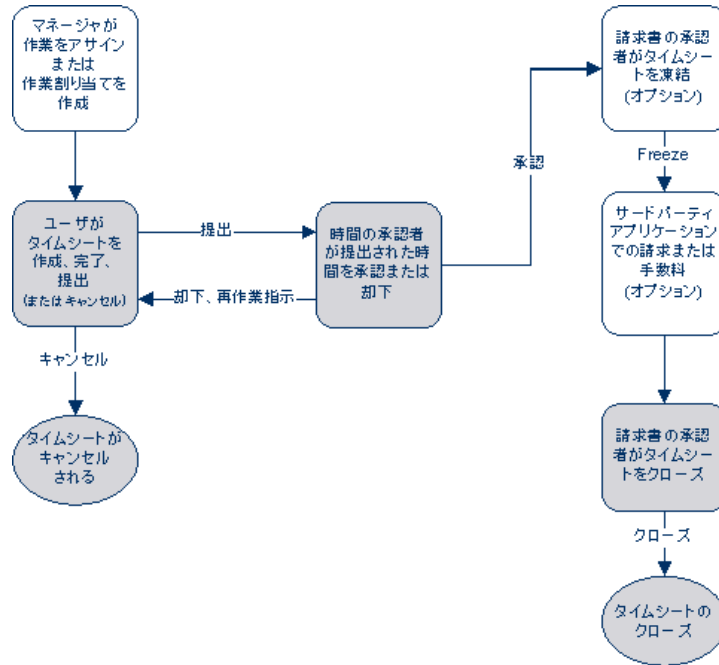 マネージャが
作業をアサイン
または
作業割り当てを
作成
ユーザが
タイムシートを
作成、完了、
提出
(またはキャンセル)
提出
却下、再作業指示
キャンセル
タイムシートが
キャンセル
される
時間の承認者
が提出された時
間を承認または
却下
承認
請求書の承認
者がタイムシー
トを凍結
(オプション)
Freeze
サードパーティ
アプリケーション
での請求または
手数料
(オプション)
請求書の承認
者がタイムシー
トをクローズ
クローズ
タイムシートの
クローズ